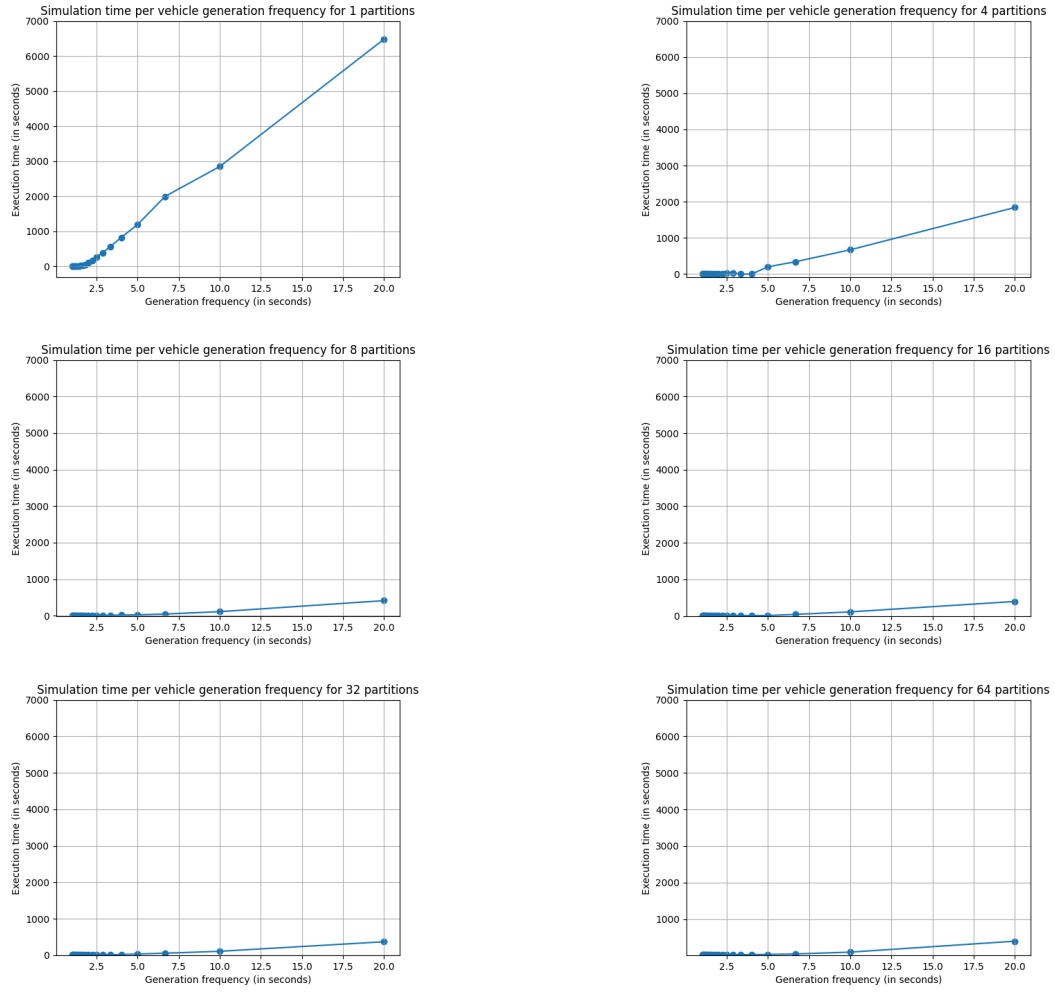 Simulation time per vehicle generation frequency for 1 partitions
7000
6000
5000
4000
3000
2000
1000
0
Execution time (in seconds)
2.5 5.0 7.5 10.0 12.5 15.0 17.5 20.0
Generation frequency (in seconds)
Simulation time per vehicle generation frequency for 4 partitions
7000
6000
5000
4000
3000
2000
1000
0
Execution time (in seconds)
2.5 5.0 7.5 10.0 12.5 15.0 17.5 20.0
Generation frequency (in seconds)
Simulation time per vehicle generation frequency for 8 partitions
7000
6000
5000
4000
3000
2000
1000
0
Execution time (in seconds)
2.5 5.0 7.5 10.0 12.5 15.0 17.5 20.0
Generation frequency (in seconds)
Simulation time per vehicle generation frequency for 16 partitions
7000
6000
5000
4000
3000
2000
1000
0
Execution time (in seconds)
2.5 5.0 7.5 10.0 12.5 15.0 17.5 20.0
Generation frequency (in seconds)
Simulation time per vehicle generation frequency for 32 partitions
7000
6000
5000
4000
3000
2000
1000
0
Execution time (in seconds)
2.5 5.0 7.5 10.0 12.5 15.0 17.5 20.0
Generation frequency (in seconds)
Simulation time per vehicle generation frequency for 64 partitions
7000
6000
5000
4000
3000
2000
1000
0
Execution time (in seconds)
2.5 5.0 7.5 10.0 12.5 15.0 17.5 20.0
Generation frequency (in seconds)